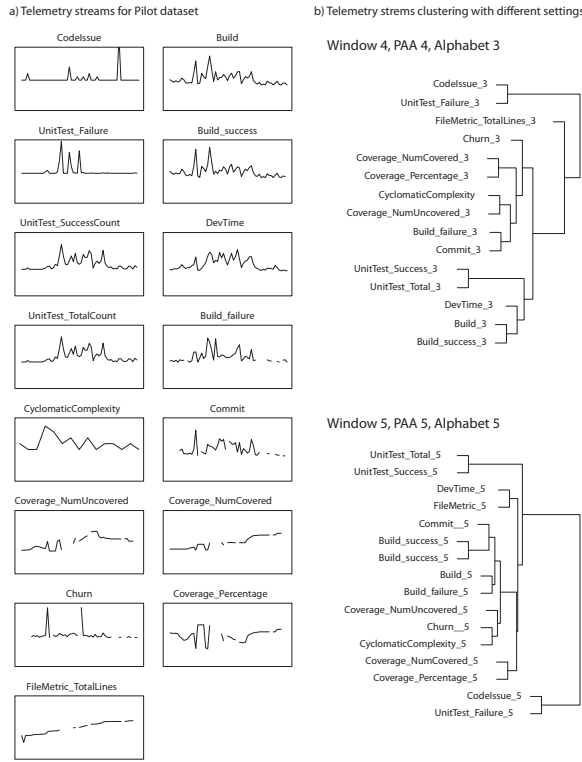 a) Telemetry streams for Pilot dataset
CodeIssue
Build
UnitTest_Failure
Build_success
UnitTest_SuccessCount
DevTime
UnitTest_TotalCount
Build_failure
CyclomaticComplexity
Commit
Coverage_NumUncovered
Coverage_NumCovered
Churn
Coverage_Percentage
FileMetric_TotalLines
b) Telemetry strems clustering with different settings
Window 4, PAA 4, Alphabet 3
CodeIssue_3
UnitTest_Failure_3
FileMetric_TotalLines_3
Churn_3
Coverage_NumCovered_3
Coverage_Percentage_3
CyclomaticComplexity
Coverage_NumUncovered_3
Build_failure_3
Commit_3
UnitTest_Success_3
UnitTest_Total_3
DevTime_3
Build_3
Build_success_3
Window 5, PAA 5, Alphabet 5
UnitTest_Total_5
UnitTest_Success_5
DevTime_5
FileMetric_5
Commit__5
Build_success_5
Build_success_5
Build_5
Build_failure_5
Coverage_NumUncovered_5
Churn__5
CyclomaticComplexity_5
Coverage_NumCovered_5
Coverage_Percentage_5
CodeIssue_5
UnitTest_Failure_5